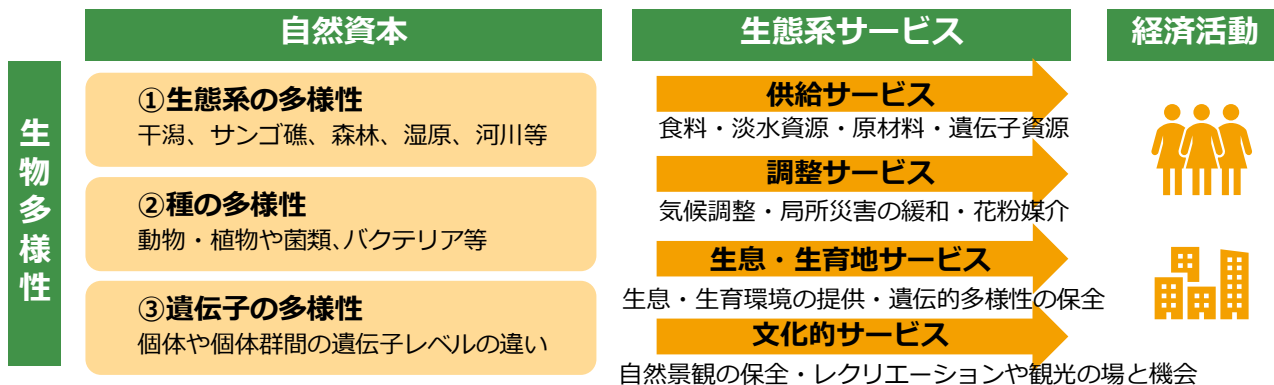 自然資本
生態系サービス
経済活動
生物多様性
①生態系の多様性
干潟、サンゴ礁、森林、湿原、河川等
②種の多様性
動物・植物や菌類、バクテリア等
③遺伝子の多様性
個体や個体群間の遺伝子レベルの違い
供給サービス
食料・淡水資源・原材料・遺伝子資源
調整サービス
気候調整・局所災害の緩和・花粉媒介
生息・生育地サービス
生息・生育環境の提供・遺伝的多様性の保全
文化的サービス
自然景観の保全・レクリエーションや観光の場と機会